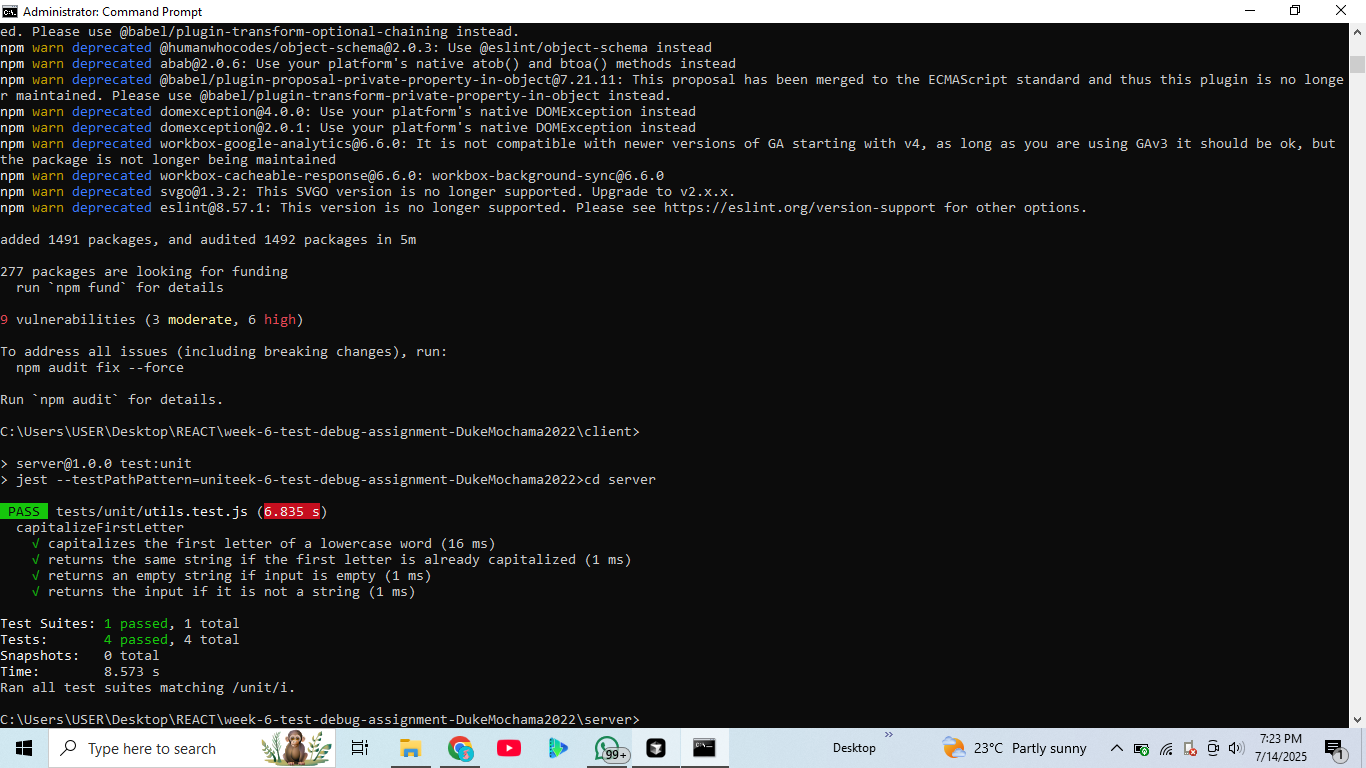 Administrator: Command Prompt
ed. Please use @babel/plugin-transform-optional-chaining instead.
npm warn deprecated @humanwhocodes/object-schema@2.0.3: Use @eslint/object-schema instead
npm warn deprecated abab@2.0.6: Use your platform's native atob() and btoa() methods instead
npm warn deprecated @babel/plugin-proposal-private-property-in-object@7.21.11: This proposal has been merged to the ECMAScript standard and thus this plugin is no longe
r maintained. Please use @babel/plugin-transform-private-property-in-object instead.
npm warn deprecated domexception@4.0.0: Use your platform's native DOMException instead
npm warn deprecated domexception@2.0.1: Use your platform's native DOMException instead
npm warn deprecated workbox-google-analytics@6.6.0: It is not compatible with newer versions of GA starting with v4, as long as you are using GAv3 it should be ok, but
the package is not longer being maintained
npm warn deprecated workbox-cacheable-response@6.6.0: workbox-background-sync@6.6.0
npm warn deprecated svgo@1.3.2: This SVGO version is no longer supported. Upgrade to v2.x.x.
npm warn deprecated eslint@8.57.1: This version is no longer supported. Please see https://eslint.org/version-support for other options.
added 1491 packages, and audited 1492 packages in 5m
277 packages are looking for funding
run `npm fund` for details
9 vulnerabilities (3 moderate, 6 high)
To address all issues (including breaking changes), run:
npm audit fix --force
Run `npm audit` for details.
C:\Users\USER\Desktop\REACT\week-6-test-debug-assignment-DukeMochama2022\client>
> server@1.0.0 test:unit
> jest --testPathPattern=uniteek-6-test-debug-assignment-DukeMochama2022>cd server
PASS tests/unit/utils.test.js (6.835 s)
capitalizeFirstLetter
√ capitalizes the first letter of a lowercase word (16 ms)
√ returns the same string if the first letter is already capitalized (1 ms)
√ returns an empty string if input is empty (1 ms)
√ returns the input if it is not a string (1 ms)
Test Suites: 1 passed, 1 total
Tests: 4 passed, 4 total
Snapshots: 0 total
Time: 8.573 s
Ran all test suites matching /unit/i.
C:\Users\USER\Desktop\REACT\week-6-test-debug-assignment-DukeMochama2022\server>
Type here to search
99+
Desktop
23°C Partly sunny
7:23 PM
7/14/2025
1